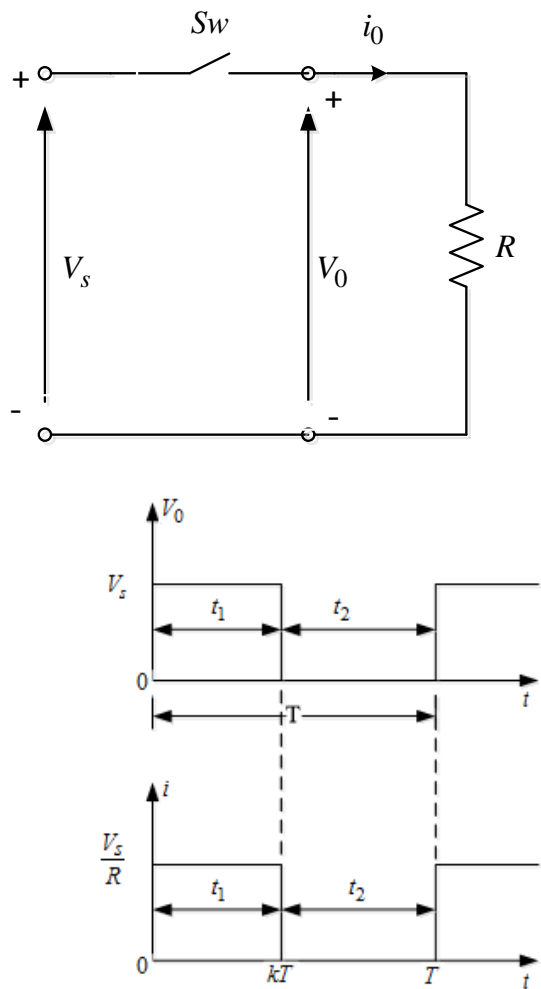 Sw i₀
+ +
Vₛ V₀ R
- -
V₀
Vₛ
t₁ t₂
0 t
T
i
Vₛ/R
t₁ t₂
0 kT T t